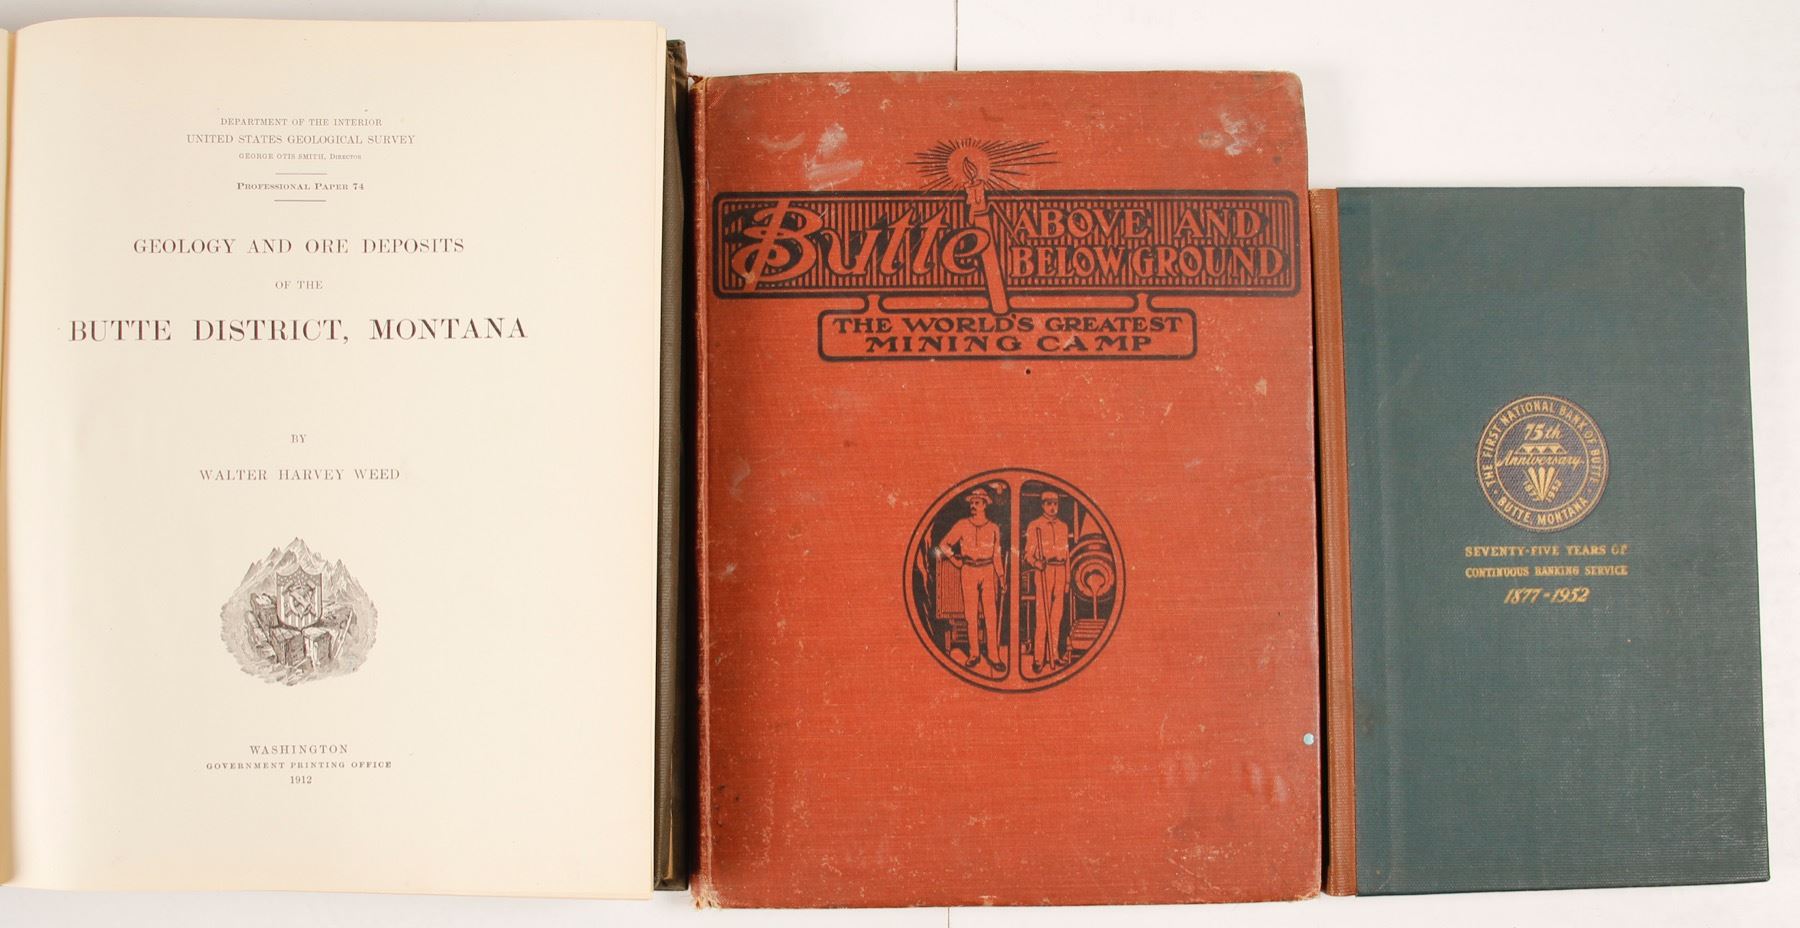 DEPARTMENT OF THE INTERIOR
UNITED STATES GEOLOGICAL SURVEY
GEORGE OTIS SMITH, DIRECTOR
PROFESSIONAL PAPER 74
GEOLOGY AND ORE DEPOSITS
OF THE
BUTTE DISTRICT, MONTANA
BY
WALTER HARVEY WEED
WASHINGTON
GOVERNMENT PRINTING OFFICE
1912
Butte ABOVE AND
BELOW GROUND
THE WORLD'S GREATEST
MINING CAMP
THE FIRST NATIONAL BANK OF BUTTE
75th
Anniversary
1877 1952
BUTTE, MONTANA
SEVENTY-FIVE YEARS OF
CONTINUOUS BANKING SERVICE
1877-1952